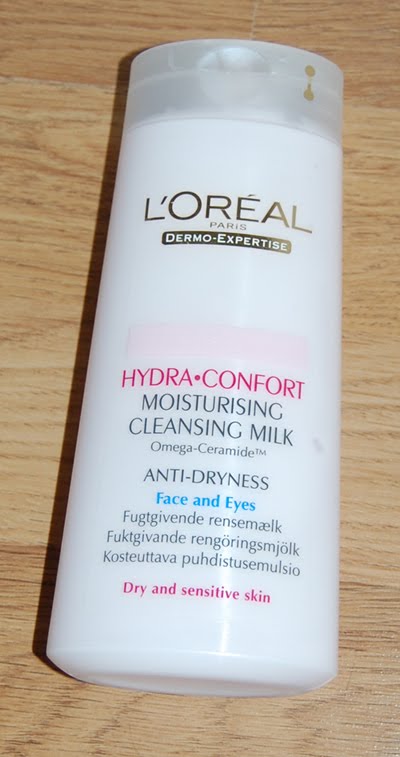 L'ORÉAL
PARIS
DERMO-EXPERTISE
HYDRA•CONFORT
MOISTURISING
CLEANSING MILK
Omega-Ceramide™
ANTI-DRYNESS
Face and Eyes
Fugtgivende rensemælk
Fuktgivande rengöringsmjölk
Kosteuttava puhdistusemulsio
Dry and sensitive skin